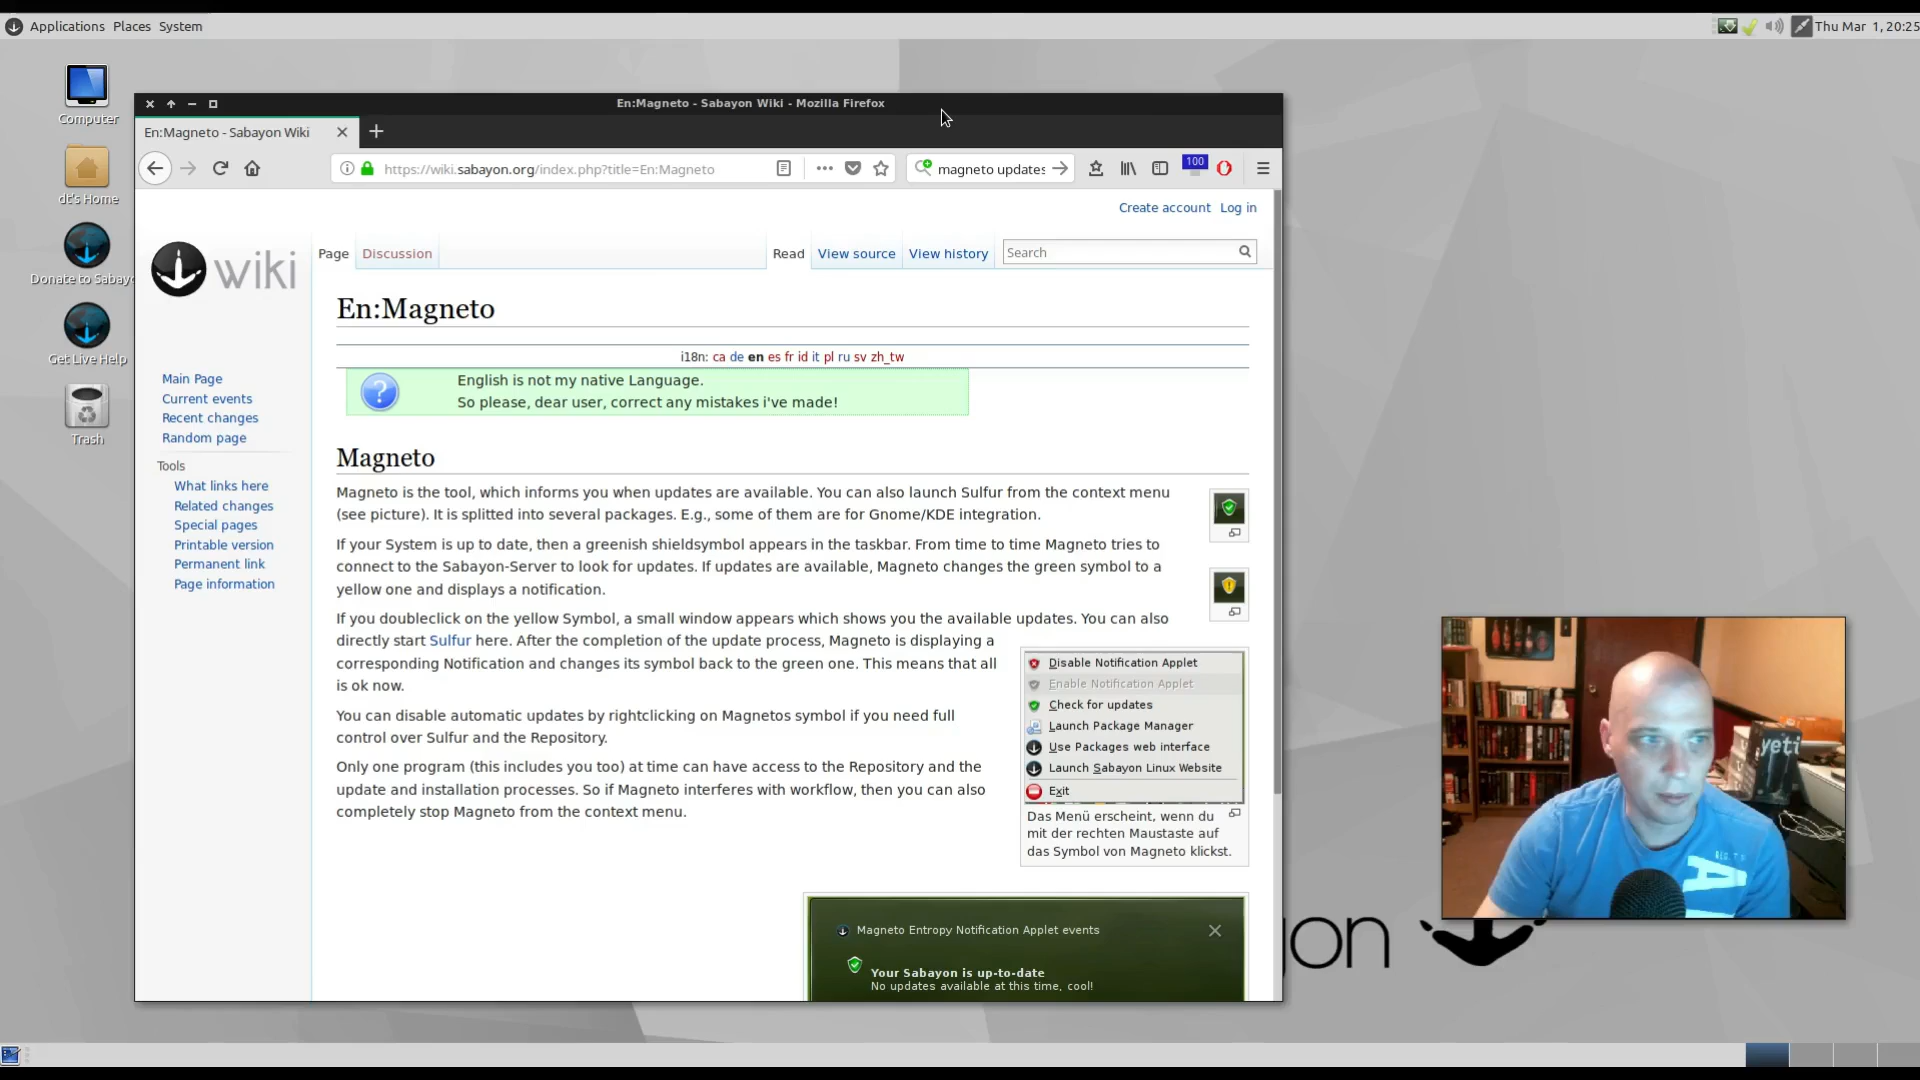 Applications Places System
Thu Mar 1, 20:25
Computer
dt's Home
Donate to Sabay
Get Live Help
Trash
En:Magneto - Sabayon Wiki - Mozilla Firefox
En:Magneto - Sabayon Wiki
https://wiki.sabayon.org/index.php?title=En:Magneto
magneto updates
100
Create account Log in
wiki
Page Discussion Read View source View history Search
En:Magneto
i18n: ca de en es fr id it pl ru sv zh_tw
English is not my native Language.
So please, dear user, correct any mistakes i've made!
Main Page
Current events
Recent changes
Random page
Tools
What links here
Related changes
Special pages
Printable version
Permanent link
Page information
Magneto
Magneto is the tool, which informs you when updates are available. You can also launch Sulfur from the context menu
(see picture). It is splitted into several packages. E.g., some of them are for Gnome/KDE integration.
If your System is up to date, then a greenish shieldsymbol appears in the taskbar. From time to time Magneto tries to
connect to the Sabayon-Server to look for updates. If updates are available, Magneto changes the green symbol to a
yellow one and displays a notification.
If you doubleclick on the yellow Symbol, a small window appears which shows you the available updates. You can also
directly start Sulfur here. After the completion of the update process, Magneto is displaying a
corresponding Notification and changes its symbol back to the green one. This means that all
is ok now.
You can disable automatic updates by rightclicking on Magnetos symbol if you need full
control over Sulfur and the Repository.
Only one program (this includes you too) at time can have access to the Repository and the
update and installation processes. So if Magneto interferes with workflow, then you can also
completely stop Magneto from the context menu.
Disable Notification Applet
Enable Notification Applet
Check for updates
Launch Package Manager
Use Packages web interface
Launch Sabayon Linux Website
Exit
Das Menü erscheint, wenn du
mit der rechten Maustaste auf
das Symbol von Magneto klickst.
Magneto Entropy Notification Applet events
Your Sabayon is up-to-date
No updates available at this time, cool!
yeti
A
on